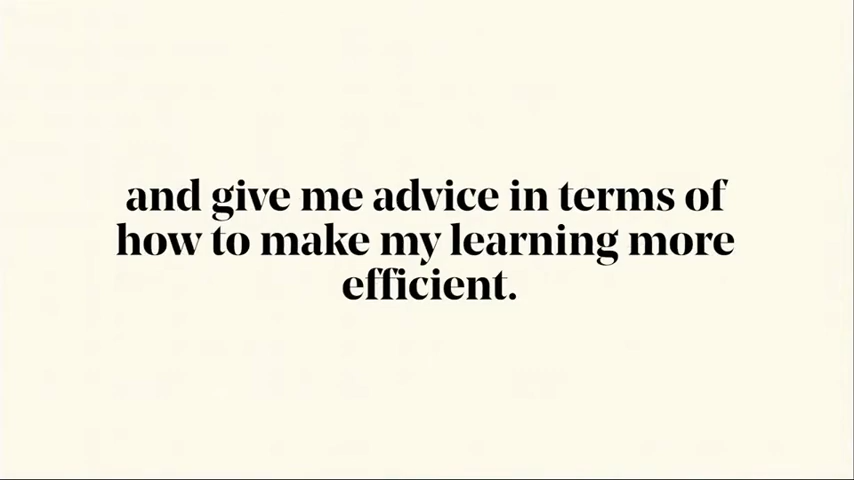 and give me advice in terms of
how to make my learning more
efficient.